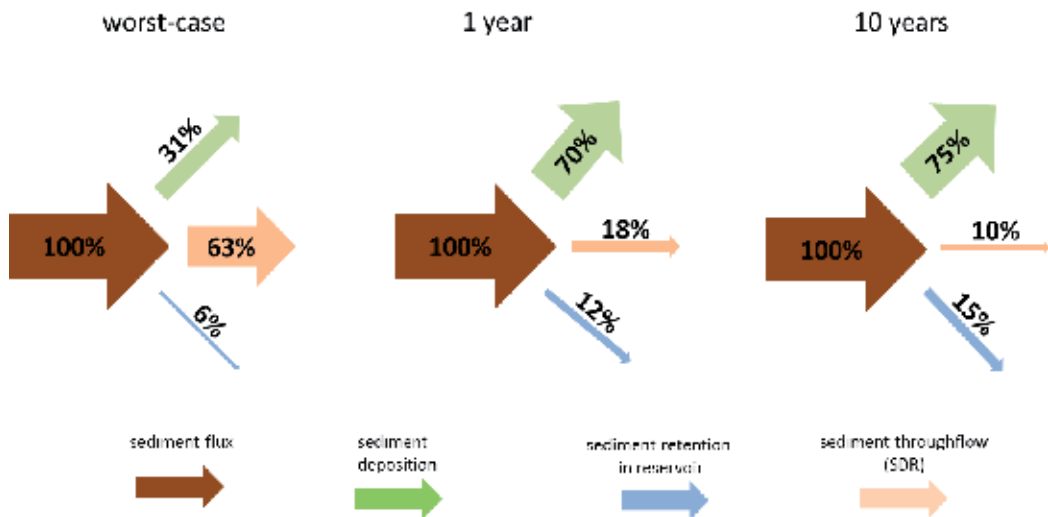 worst-case
1 year
10 years
31%
100%
63%
6%
70%
100%
18%
12%
75%
100%
10%
15%
sediment flux
sediment
deposition
sediment retention
in reservoir
sediment throughflow
(SDR)